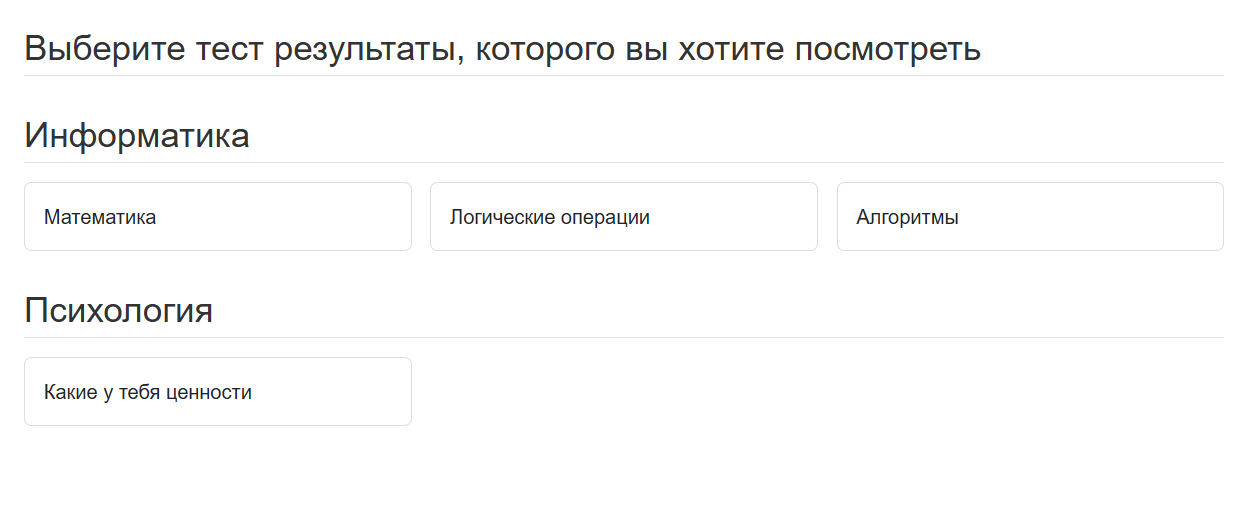 Выберите тест результаты, которого вы хотите посмотреть
Информатика
Математика
Логические операции
Алгоритмы
Психология
Какие у тебя ценности